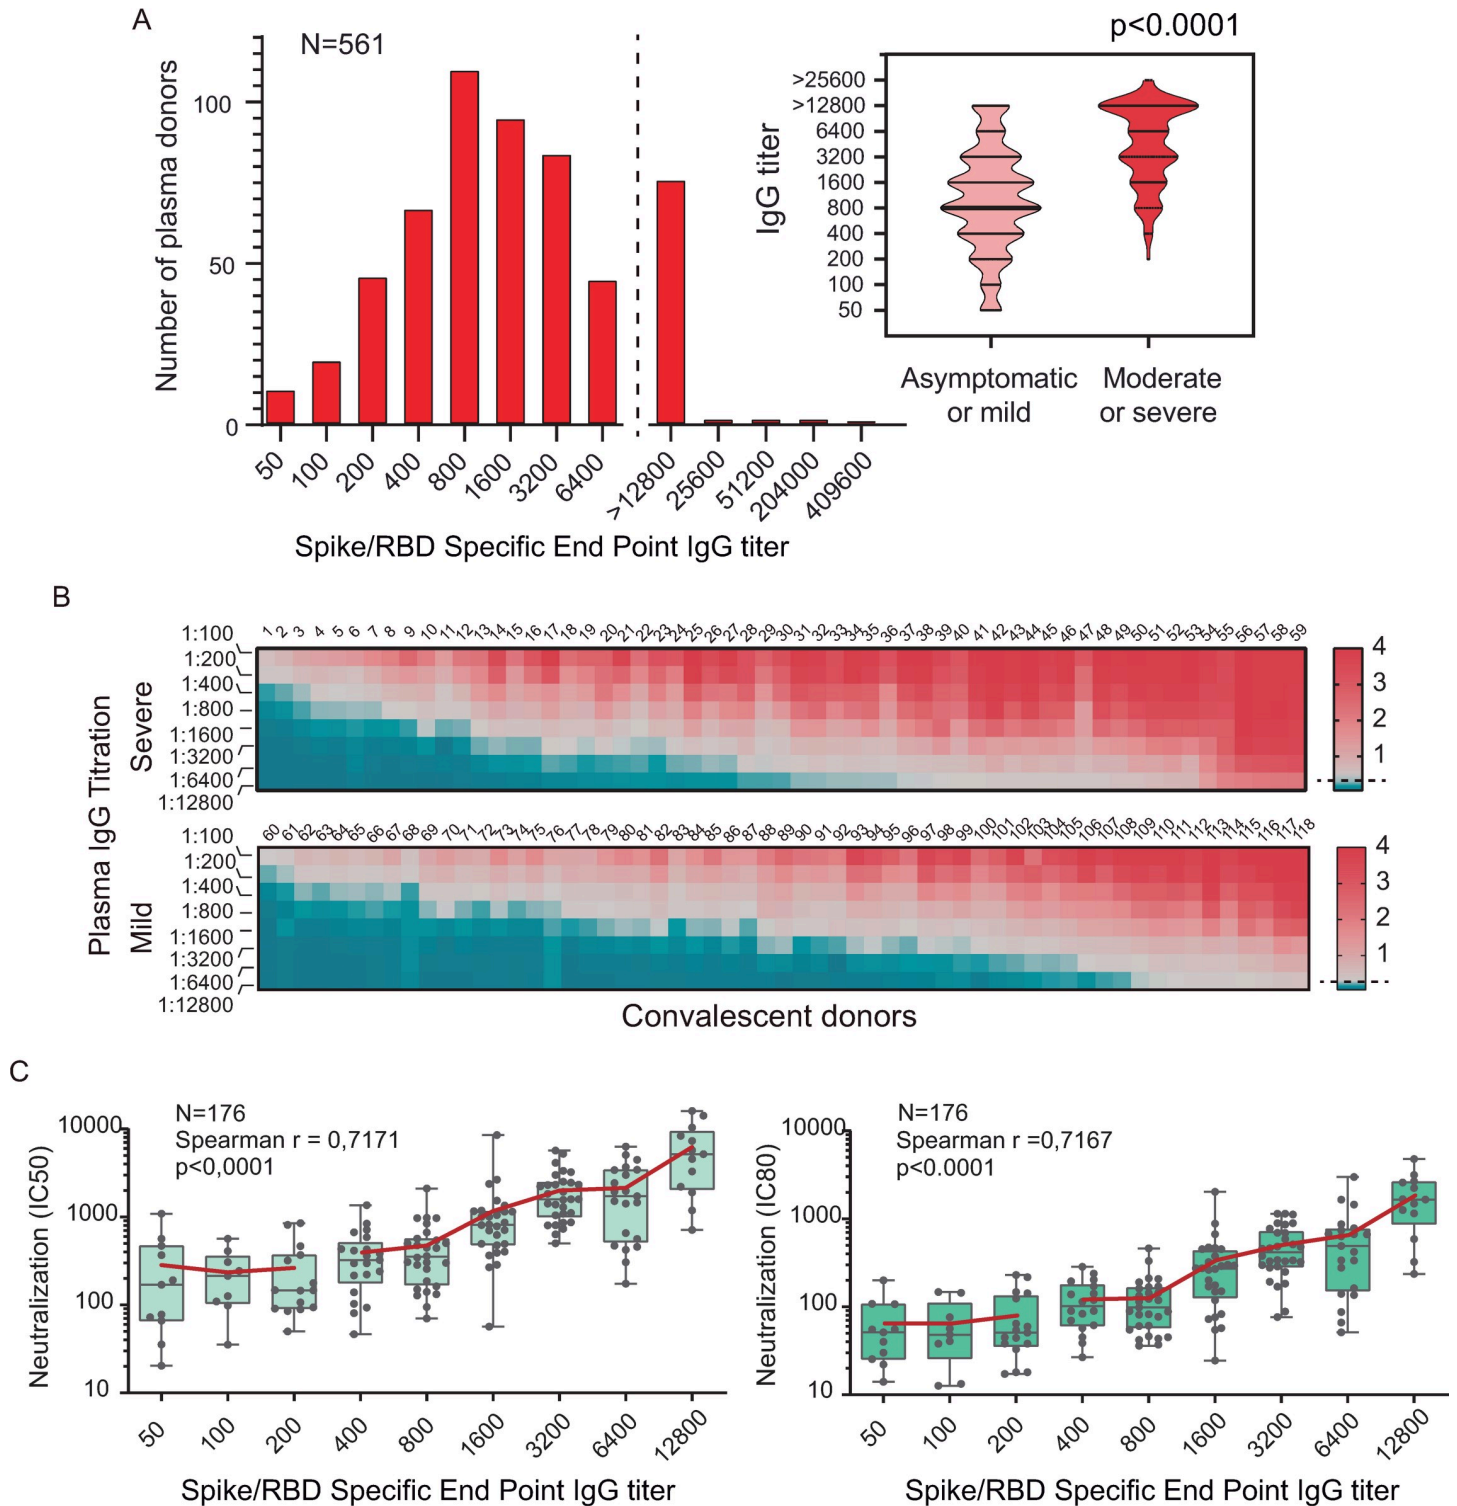 A
N=561
Number of plasma donors
100
50
0
50
100
200
400
800
1600
3200
6400
>12800
25600
51200
204000
409600
Spike/RBD Specific End Point IgG titer
p<0.0001
IgG titer
>25600
>12800
6400
3200
1600
800
400
200
100
50
Asymptomatic
or mild
Moderate
or severe
B
Plasma IgG Titration
Severe
1:100
1:200
1:400
1:800
1:1600
1:3200
1:6400
1:12800
1 2 3 4 5 6 7 8 9 10 11 12 13 14 15 16 17 18 19 20 21 22 23 24 25 26 27 28 29 30 31 32 33 34 35 36 37 38 39 40 41 42 43 44 45 46 47 48 49 50 51 52 53 54 55 56 57 58 59
4
3
2
1
Mild
1:100
1:200
1:400
1:800
1:1600
1:3200
1:6400
1:12800
60 61 62 63 64 65 66 67 68 69 70 71 72 73 74 75 76 77 78 79 80 81 82 83 84 85 86 87 88 89 90 91 92 93 94 95 96 97 98 99 100 101 102 103 104 105 106 107 108 109 110 111 112 113 114 115 116 117 118
4
3
2
1
Convalescent donors
C
N=176
Spearman r = 0,7171
p<0,0001
Neutralization (IC50)
10000
1000
100
10
50
100
200
400
800
1600
3200
6400
12800
Spike/RBD Specific End Point IgG titer
N=176
Spearman r =0,7167
p<0.0001
Neutralization (IC80)
10000
1000
100
10
50
100
200
400
800
1600
3200
6400
12800
Spike/RBD Specific End Point IgG titer